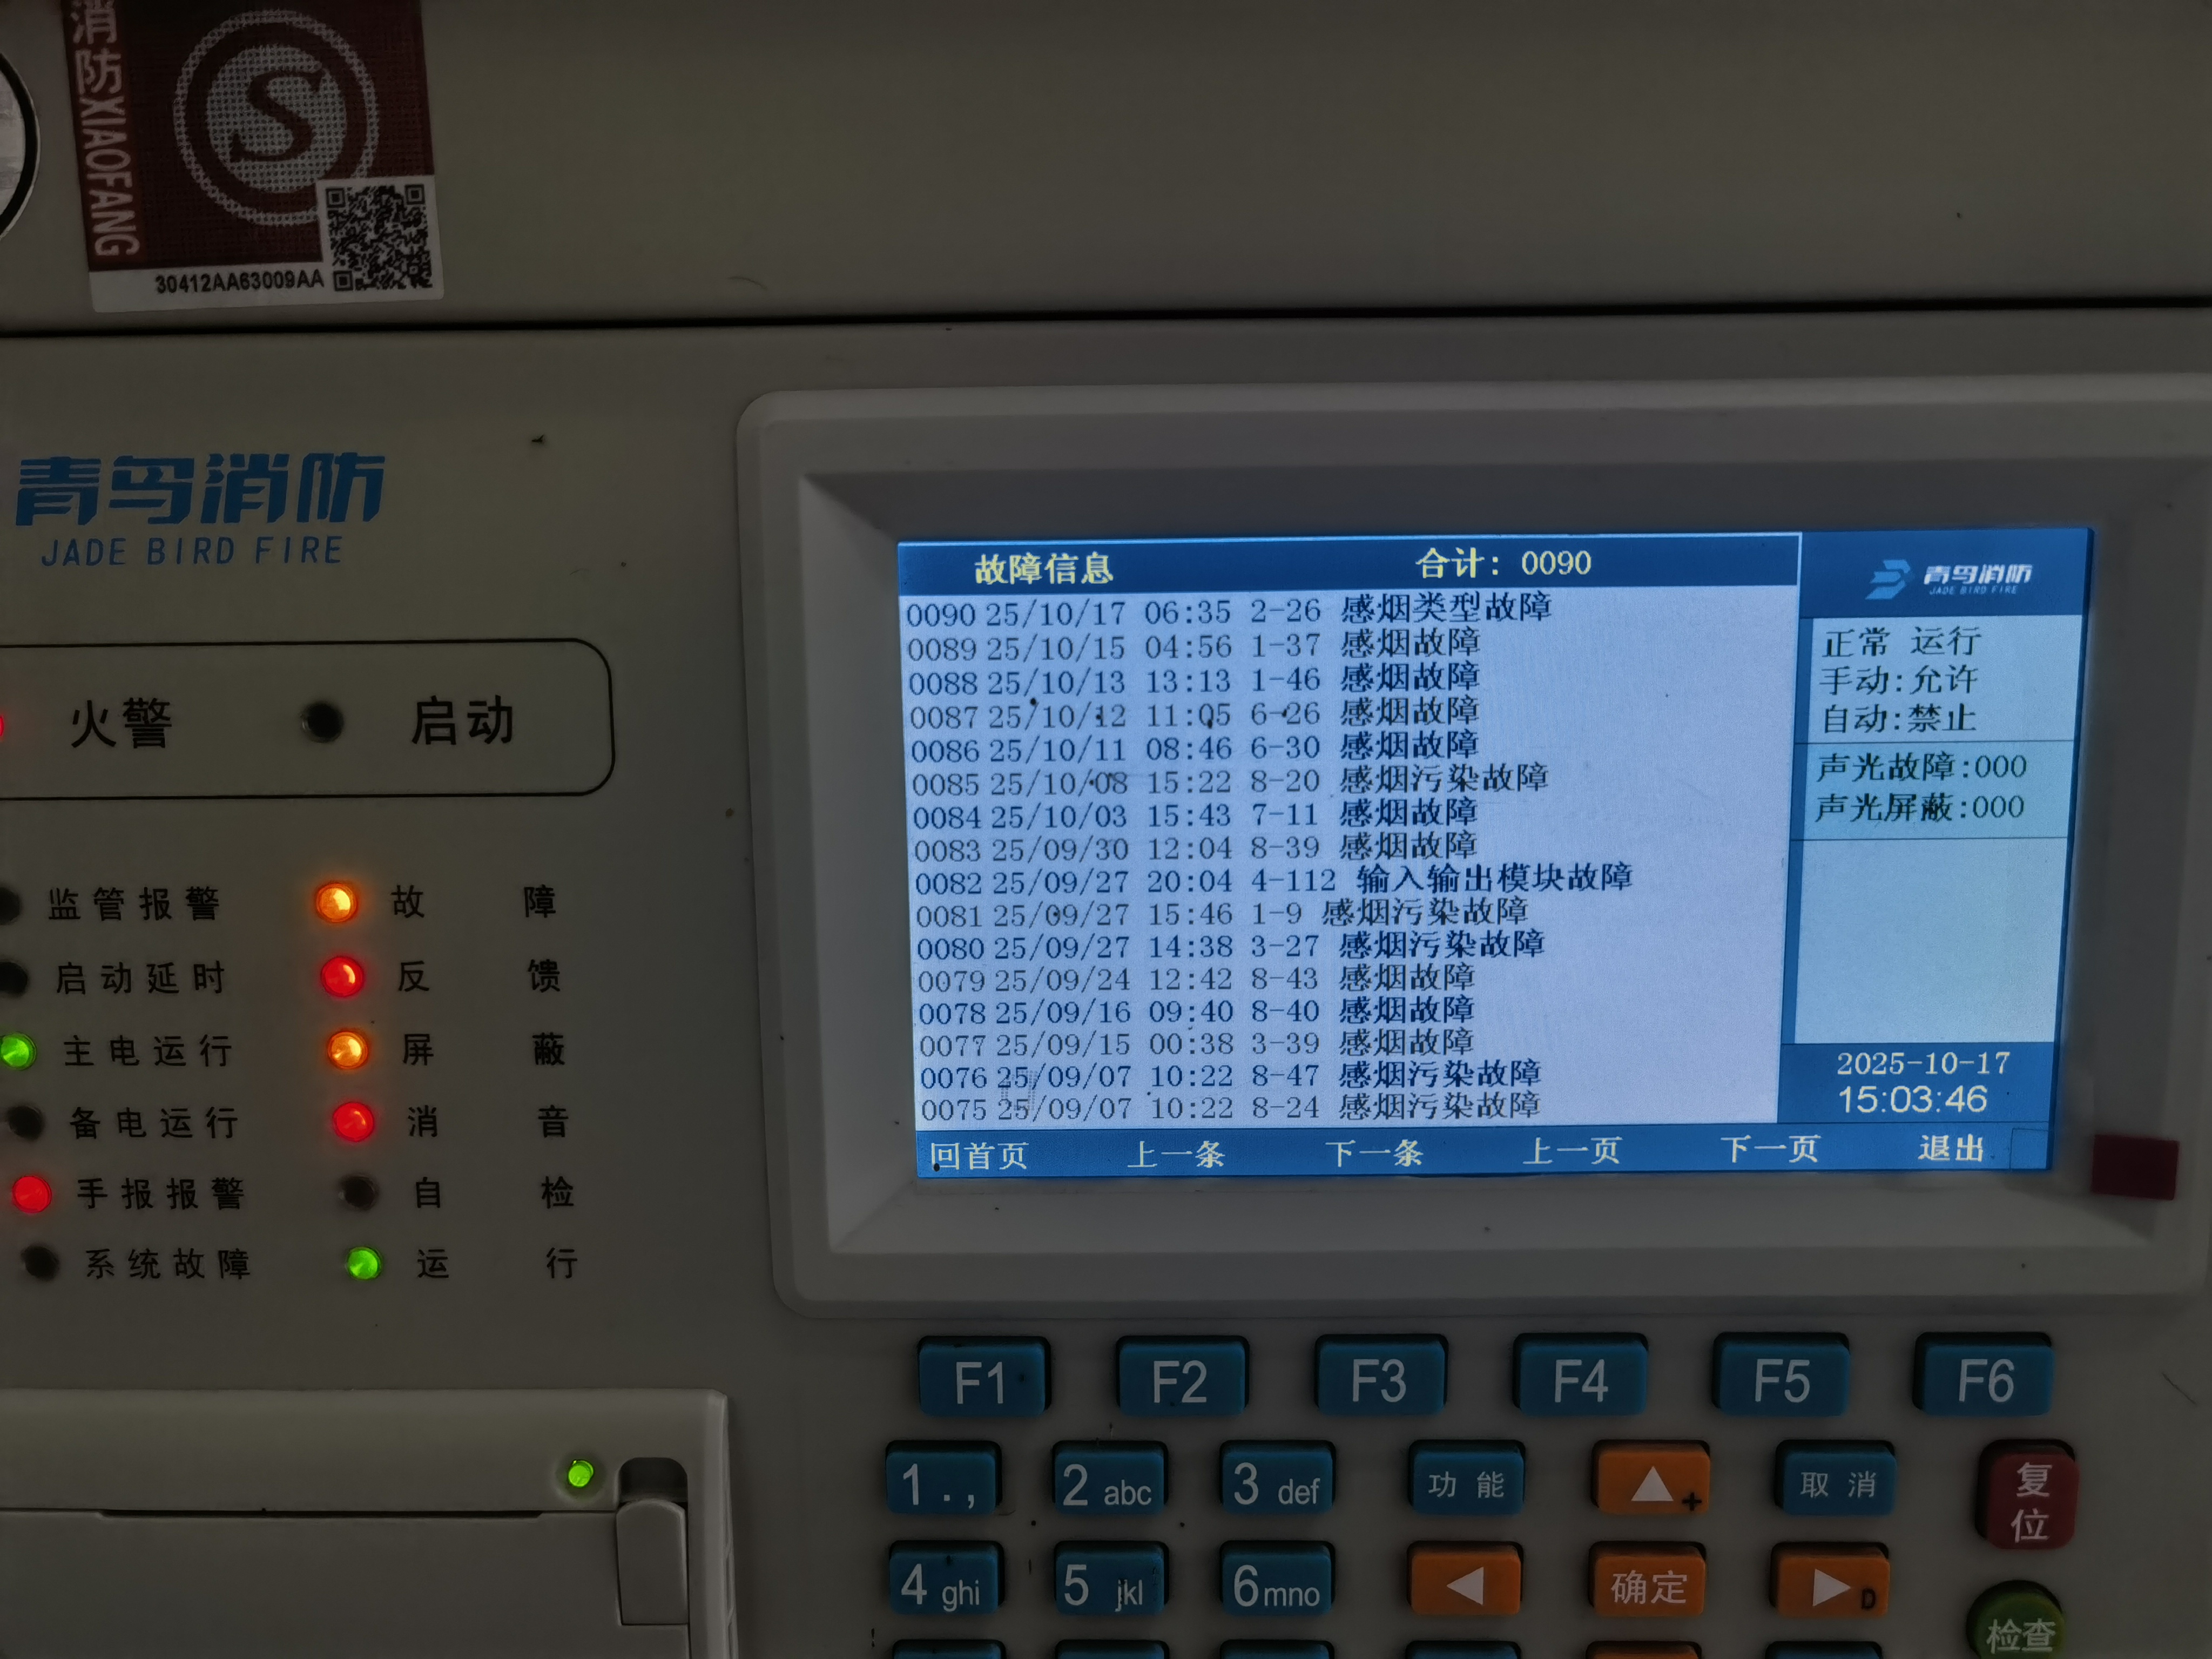 消防XIAOFANG
S
30412AA63009AA
青鸟消防
JADE BIRD FIRE
火警 启动
监管报警 故障
启动延时 反馈
主电运行 屏蔽
备电运行 消音
手报报警 自检
系统故障 运行
故障信息 合计: 0090
0090 25/10/17 06:35 2-26 感烟类型故障
0089 25/10/15 04:56 1-37 感烟故障
0088 25/10/13 13:13 1-46 感烟故障
0087 25/10/12 11:05 6-26 感烟故障
0086 25/10/11 08:46 6-30 感烟故障
0085 25/10/08 15:22 8-20 感烟污染故障
0084 25/10/03 15:43 7-11 感烟故障
0083 25/09/30 12:04 8-39 感烟故障
0082 25/09/27 20:04 4-112 输入输出模块故障
0081 25/09/27 15:46 1-9 感烟污染故障
0080 25/09/27 14:38 3-27 感烟污染故障
0079 25/09/24 12:42 8-43 感烟故障
0078 25/09/16 09:40 8-40 感烟故障
0077 25/09/15 00:38 3-39 感烟故障
0076 25/09/07 10:22 8-47 感烟污染故障
0075 25/09/07 10:22 8-24 感烟污染故障
回首页 上一条 下一条 上一页 下一页 退出
青鸟消防
JADE BIRD FIRE
正常 运行
手动:允许
自动:禁止
声光故障:000
声光屏蔽:000
2025-10-17
15:03:46
F1 F2 F3 F4 F5 F6
1 ., 2 abc 3 def 功能 + 取消 复位
4 ghi 5 jkl 6 mno 确定 D 检查